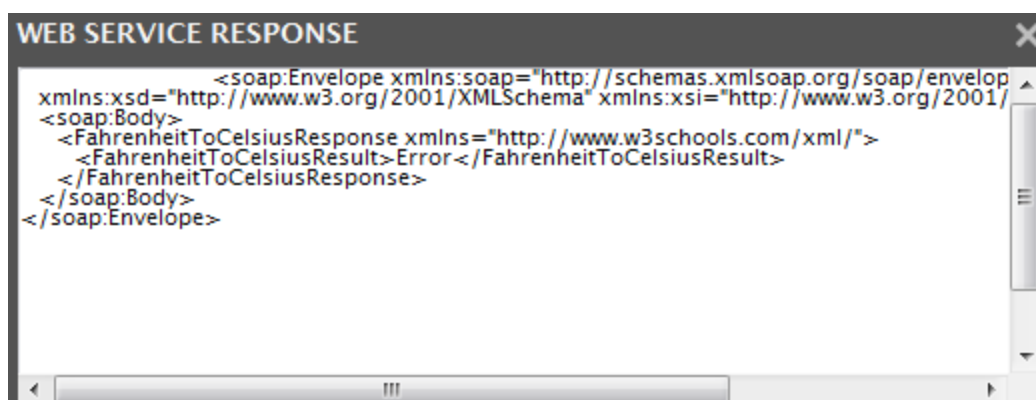 WEB SERVICE RESPONSE
<soap:Envelope xmlns:soap="http://schemas.xmlsoap.org/soap/envelop
xmlns:xsd="http://www.w3.org/2001/XMLSchema" xmlns:xsi="http://www.w3.org/2001/
<soap:Body>
<FahrenheitToCelsiusResponse xmlns="http://www.w3schools.com/xml/">
<FahrenheitToCelsiusResult>Error</FahrenheitToCelsiusResult>
</FahrenheitToCelsiusResponse>
</soap:Body>
</soap:Envelope>